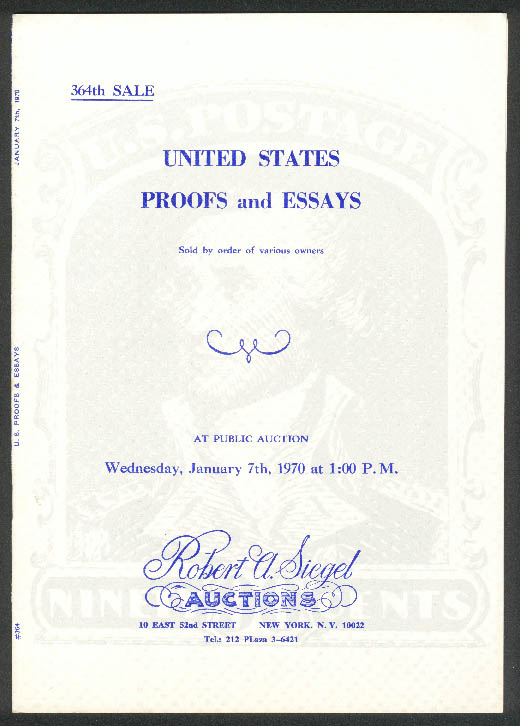 364th SALE
UNITED STATES
PROOFS and ESSAYS
Sold by order of various owners
AT PUBLIC AUCTION
Wednesday, January 7th, 1970 at 1:00 P. M.
Robert A. Siegel
AUCTIONS
10 EAST 52nd STREET NEW YORK, N. Y. 10022
Tel.: 212 PLaza 3-6421
JANUARY 7th, 1970
U. S. PROOFS & ESSAYS
#364
U.S. POSTAGE